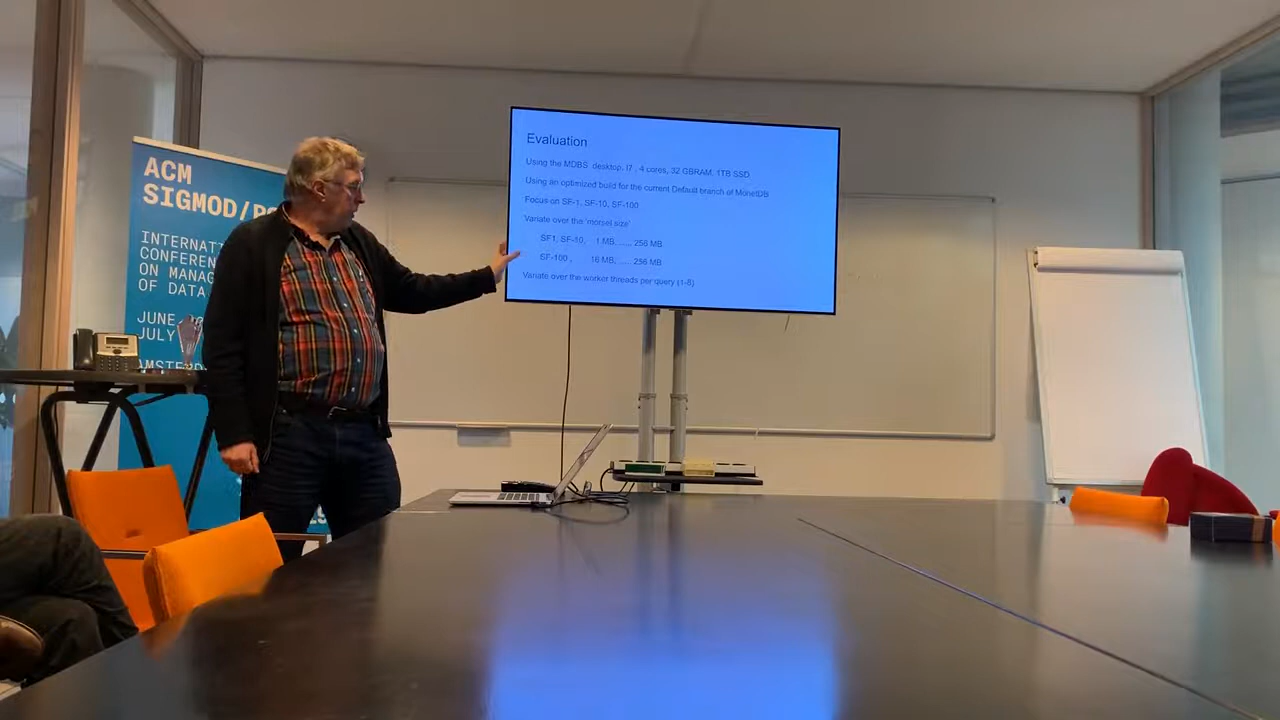 ACM
SIGMOD/PO
INTERNATI
CONFEREN
ON MANAG
OF DATA
JUNE
JULY
AMSTERD
Evaluation
Using the MDBS desktop, I7 , 4 cores, 32 GBRAM, 1TB SSD
Using an optimized build for the current Default branch of MonetDB
Focus on SF-1, SF-10, SF-100
Variate over the 'morsel size'
SF1, SF-10, 1 MB, ..... 256 MB
SF-100 , 16 MB, ..... 256 MB
Variate over the worker threads per query (1-8)